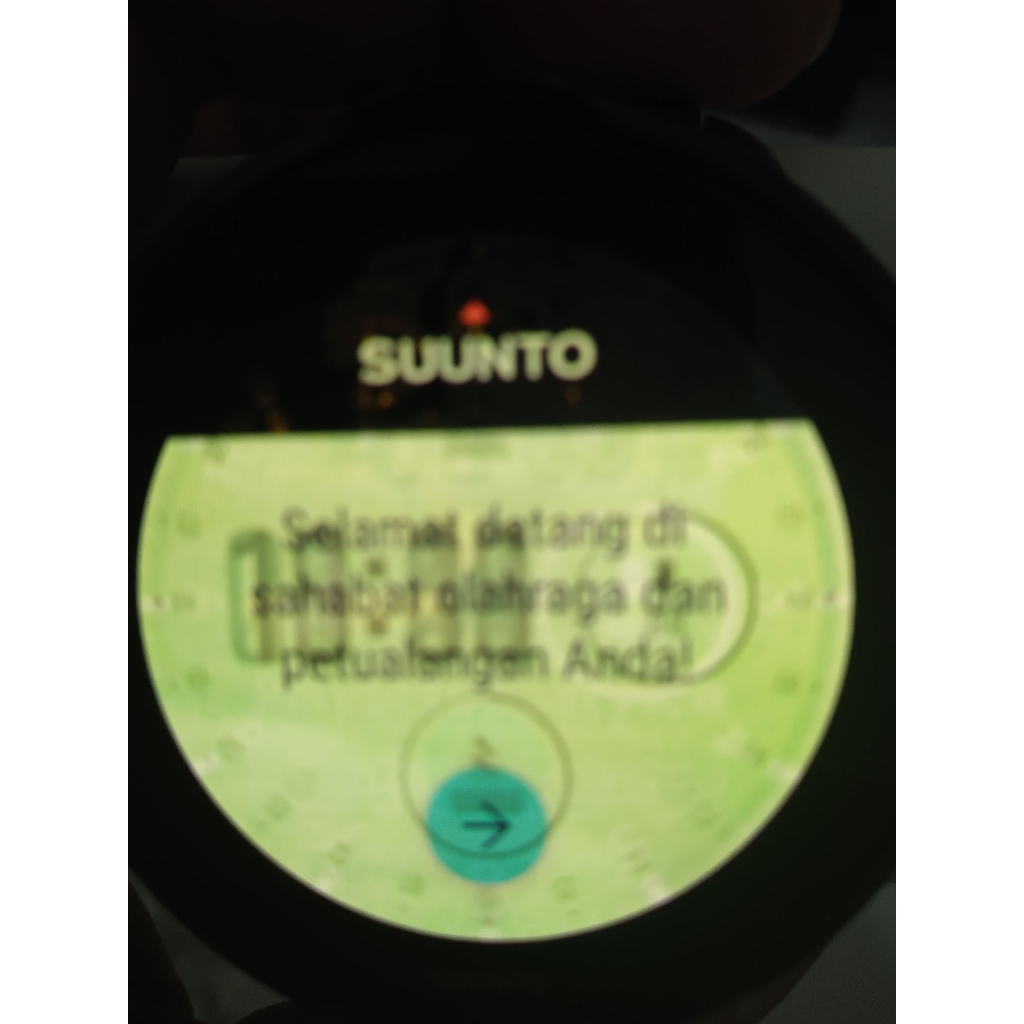 SUUNTO
Selamat datang di
sahabat olahraga dan
petualangan Anda!